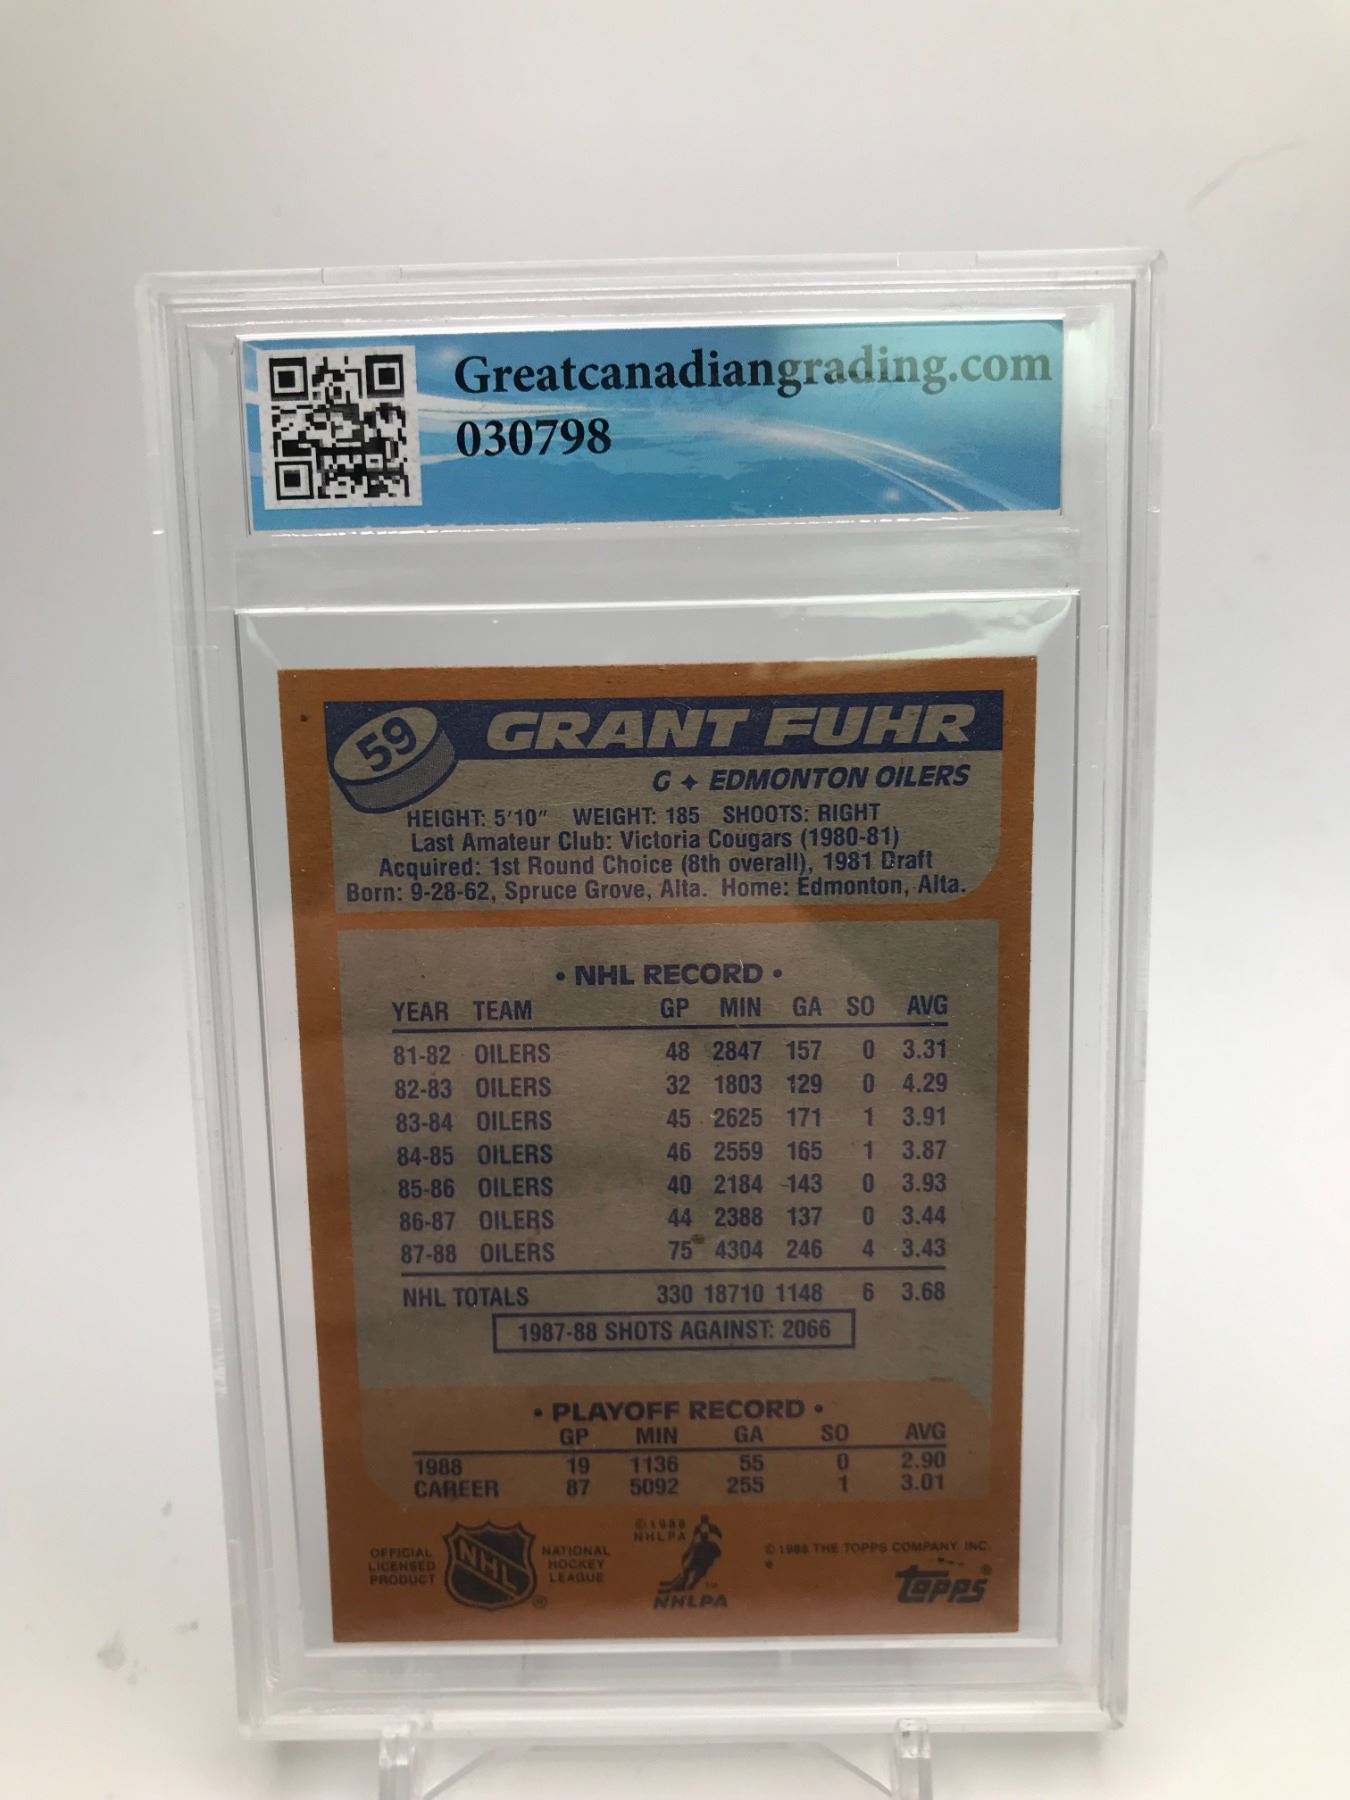 Greatcanadiangrading.com
030798
59
GRANT FUHR
G ✦ EDMONTON OILERS
HEIGHT: 5'10" WEIGHT: 185 SHOOTS: RIGHT
Last Amateur Club: Victoria Cougars (1980-81)
Acquired: 1st Round Choice (8th overall), 1981 Draft
Born: 9-28-62, Spruce Grove, Alta. Home: Edmonton, Alta.
• NHL RECORD •
YEAR TEAM GP MIN GA SO AVG
81-82 OILERS 48 2847 157 0 3.31
82-83 OILERS 32 1803 129 0 4.29
83-84 OILERS 45 2625 171 1 3.91
84-85 OILERS 46 2559 165 1 3.87
85-86 OILERS 40 2184 143 0 3.93
86-87 OILERS 44 2388 137 0 3.44
87-88 OILERS 75 4304 246 4 3.43
NHL TOTALS 330 18710 1148 6 3.68
1987-88 SHOTS AGAINST: 2066
• PLAYOFF RECORD •
GP MIN GA SO AVG
1988 19 1136 55 0 2.90
CAREER 87 5092 255 1 3.01
OFFICIAL
LICENSED
PRODUCT
NHL
®
NATIONAL
HOCKEY
LEAGUE
© 1988
NHLPA
™
NHLPA
© 1988 THE TOPPS COMPANY, INC.
*
topps®